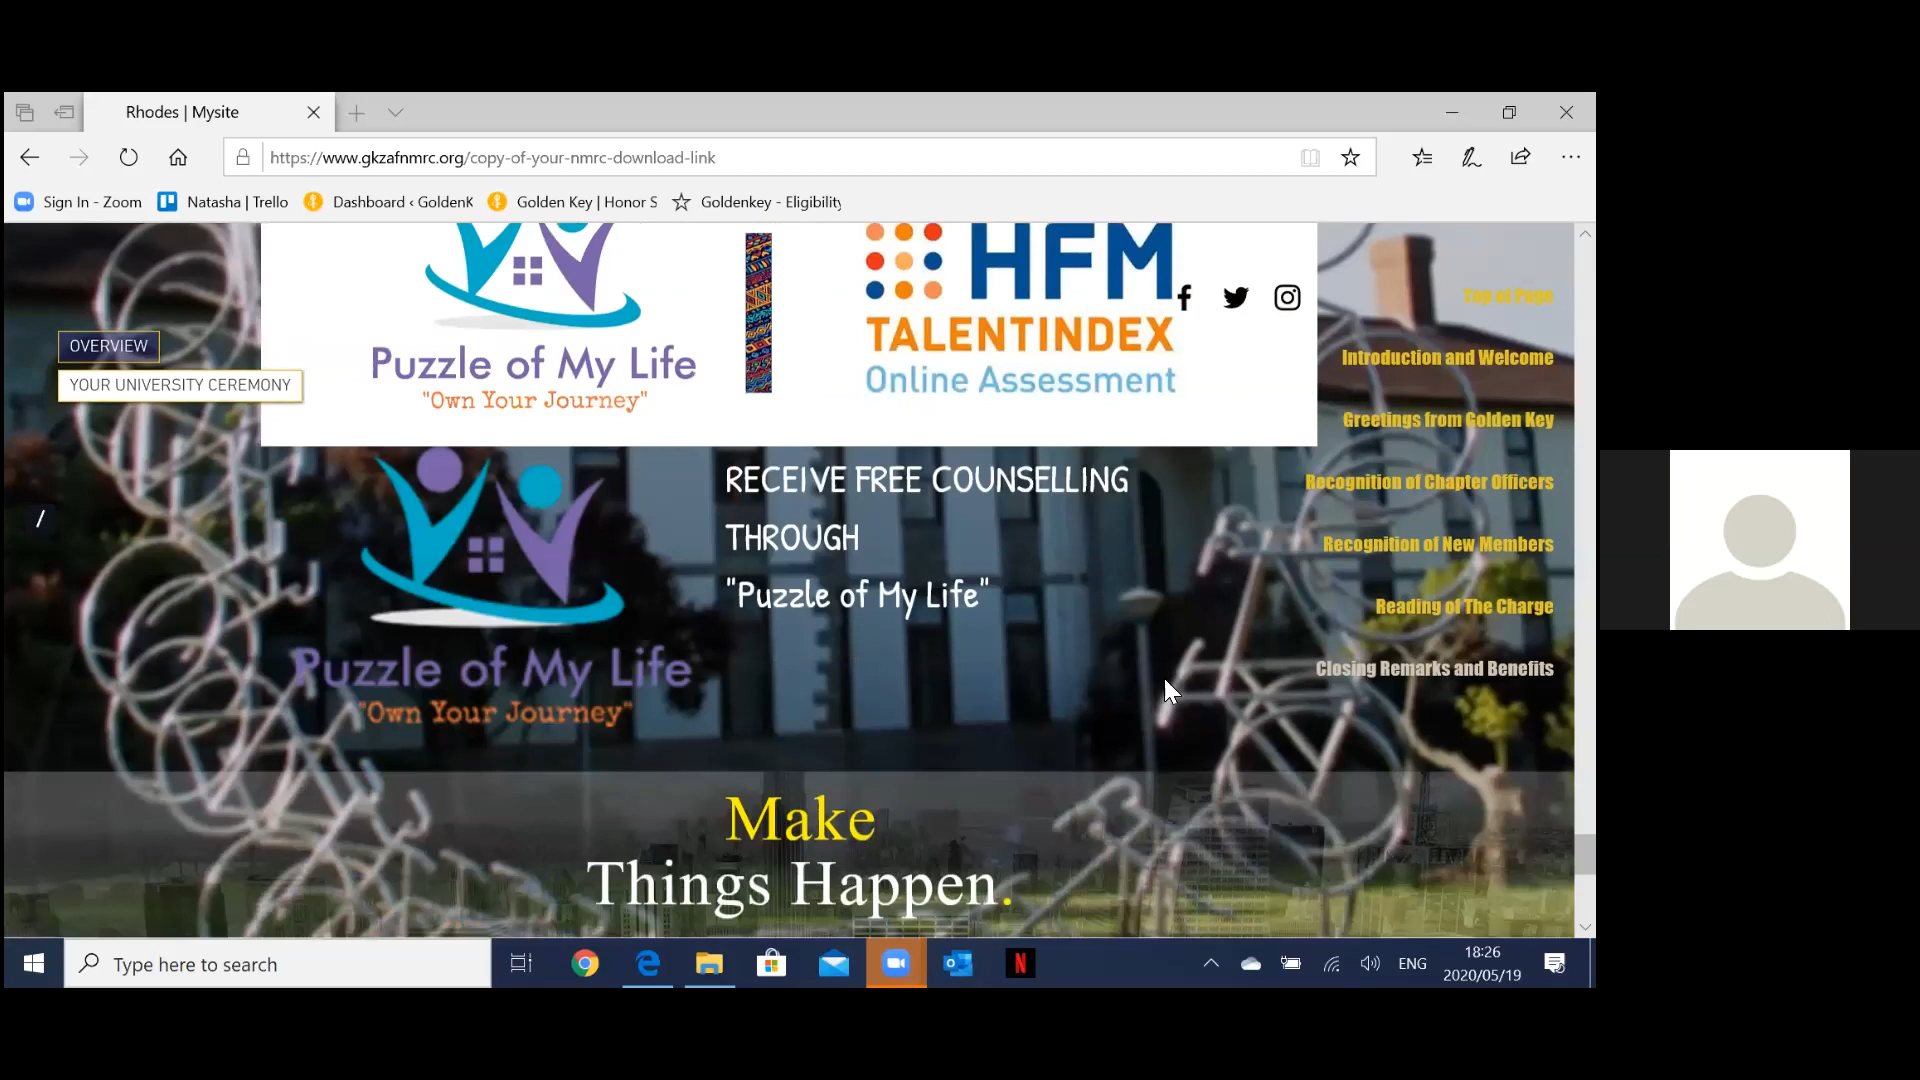 Rhodes | Mysite
https://www.gkzafnmrc.org/copy-of-your-nmrc-download-link
Sign In - Zoom
Natasha | Trello
Dashboard ‹ GoldenK
Golden Key | Honor S
Goldenkey - Eligibility
HFM
TALENTINDEX
Online Assessment
Puzzle of My Life
"Own Your Journey"
OVERVIEW
YOUR UNIVERSITY CEREMONY
Top of Page
Introduction and Welcome
Greetings from Golden Key
Recognition of Chapter Officers
Recognition of New Members
Reading of The Charge
Closing Remarks and Benefits
RECEIVE FREE COUNSELLING
THROUGH
"Puzzle of My Life"
/
Puzzle of My Life
"Own Your Journey"
Make
Things Happen.
Type here to search
N
ENG
18:26
2020/05/19